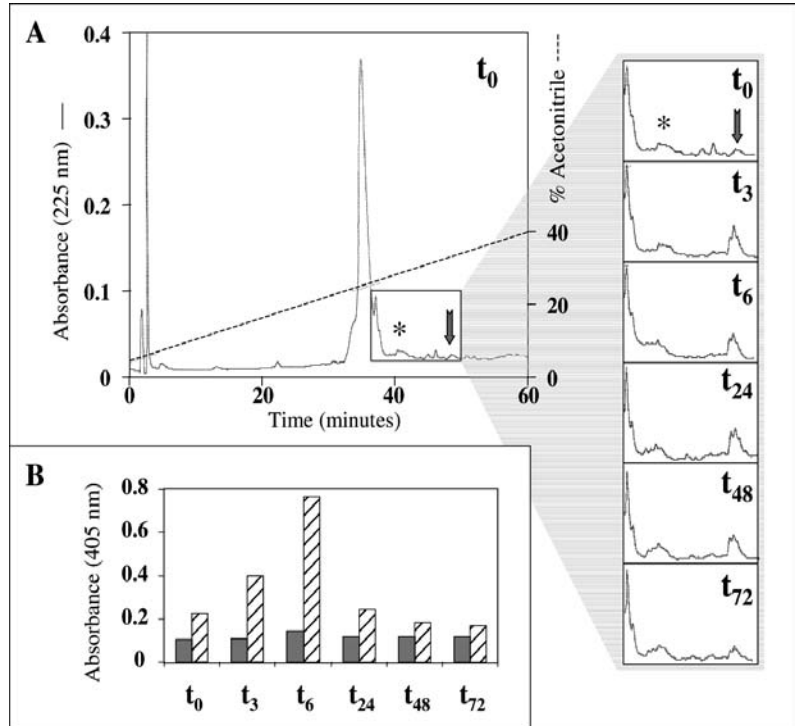 A
t0
Absorbance (225 nm)
0.4
0.3
0.2
0.1
0
% Acetonitrile
40
20
0
*
0
20
40
60
Time (minutes)
t0
*
t3
t6
t24
t48
t72
B
Absorbance (405 nm)
0.8
0.6
0.4
0.2
0
t0 t3 t6 t24 t48 t72